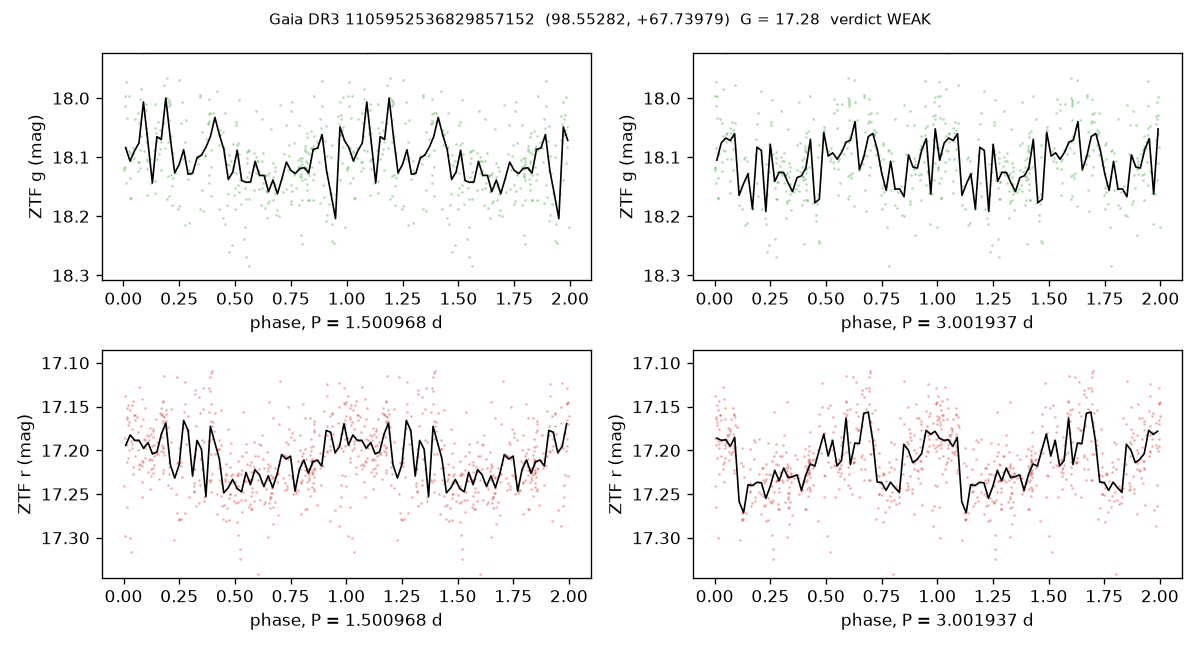 Gaia DR3 1105952536829857152 (98.55282, +67.73979) G = 17.28 verdict WEAK
ZTF g (mag)
18.0
18.1
18.2
18.3
0.00 0.25 0.50 0.75 1.00 1.25 1.50 1.75 2.00
phase, P = 1.500968 d
ZTF g (mag)
18.0
18.1
18.2
18.3
0.00 0.25 0.50 0.75 1.00 1.25 1.50 1.75 2.00
phase, P = 3.001937 d
ZTF r (mag)
17.10
17.15
17.20
17.25
17.30
0.00 0.25 0.50 0.75 1.00 1.25 1.50 1.75 2.00
phase, P = 1.500968 d
ZTF r (mag)
17.10
17.15
17.20
17.25
17.30
0.00 0.25 0.50 0.75 1.00 1.25 1.50 1.75 2.00
phase, P = 3.001937 d